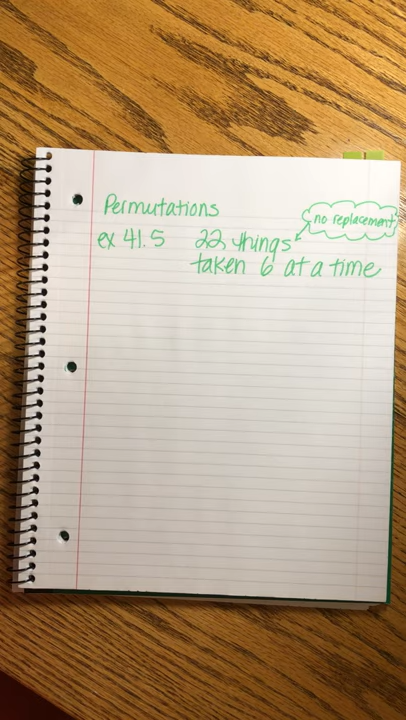 Permutations
no replacement
ex 41.5 22 things
taken 6 at a time